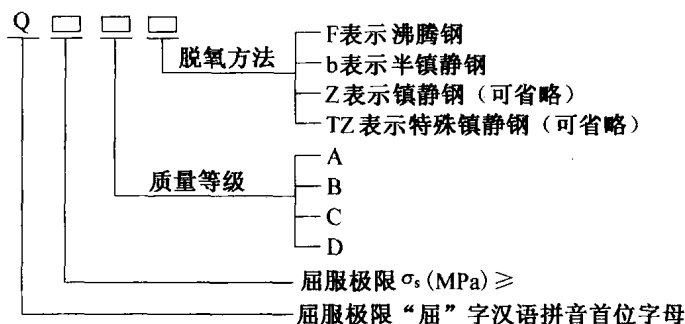 Q □ □ □
脱氧方法
F表示沸腾钢
b表示半镇静钢
Z表示镇静钢（可省略）
TZ表示特殊镇静钢（可省略）
质量等级
A
B
C
D
屈服极限σs(MPa)≥
屈服极限“屈”字汉语拼音首位字母